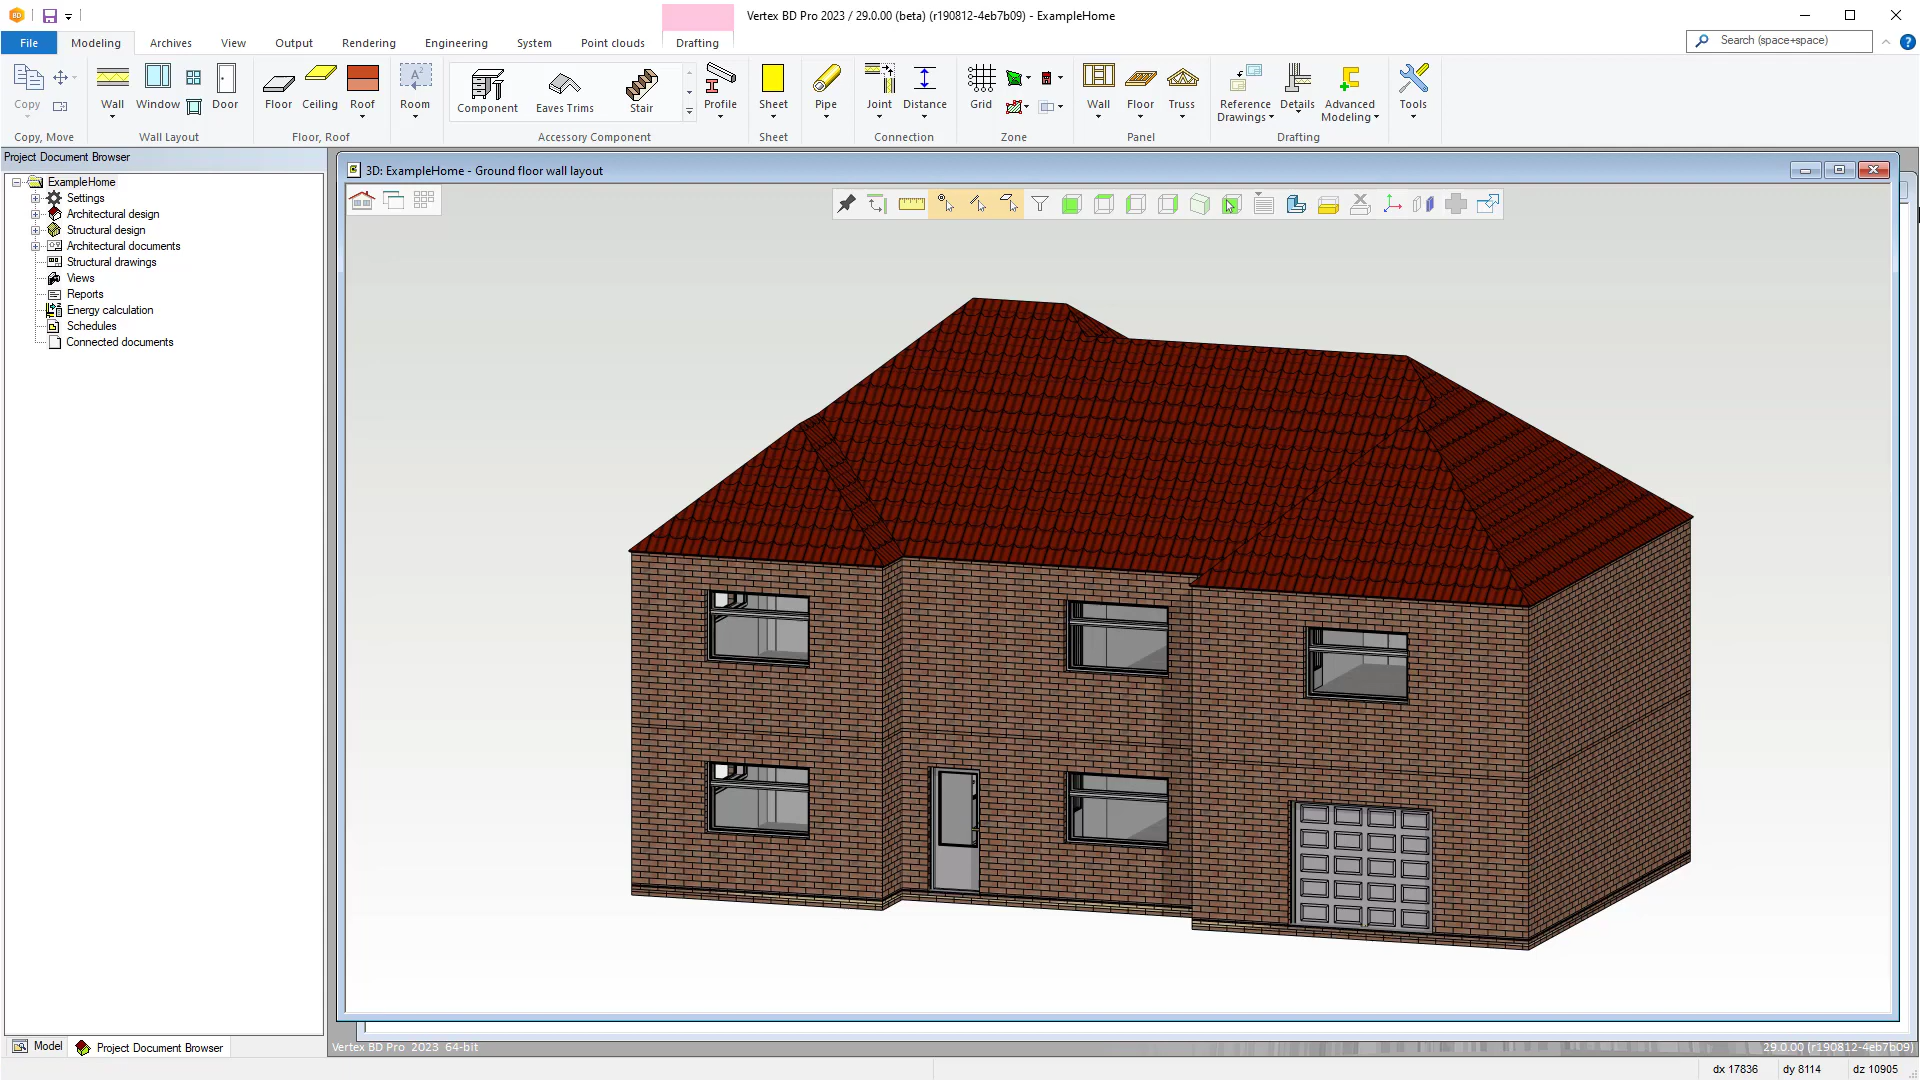 Vertex BD Pro 2023 / 29.0.00 (beta) (r190812-4eb7b09) - ExampleHome
File Modeling Archives View Output Rendering Engineering System Point clouds Drafting
Search (space+space)
Copy Wall Window Door Floor Ceiling Roof Room Component Eaves Trims Stair Profile Sheet Pipe Joint Distance Grid Wall Floor Truss Reference Drawings Details Advanced Modeling Tools
Copy, Move Wall Layout Floor, Roof Accessory Component Sheet Connection Zone Panel Drafting
Project Document Browser
3D: ExampleHome - Ground floor wall layout
ExampleHome
Settings
Architectural design
Structural design
Architectural documents
Structural drawings
Views
Reports
Energy calculation
Schedules
Connected documents
Model Project Document Browser
Vertex BD Pro 2023 64-bit
29.0.00 (r190812-4eb7b09)
dx 17836 dy 8114 dz 10905